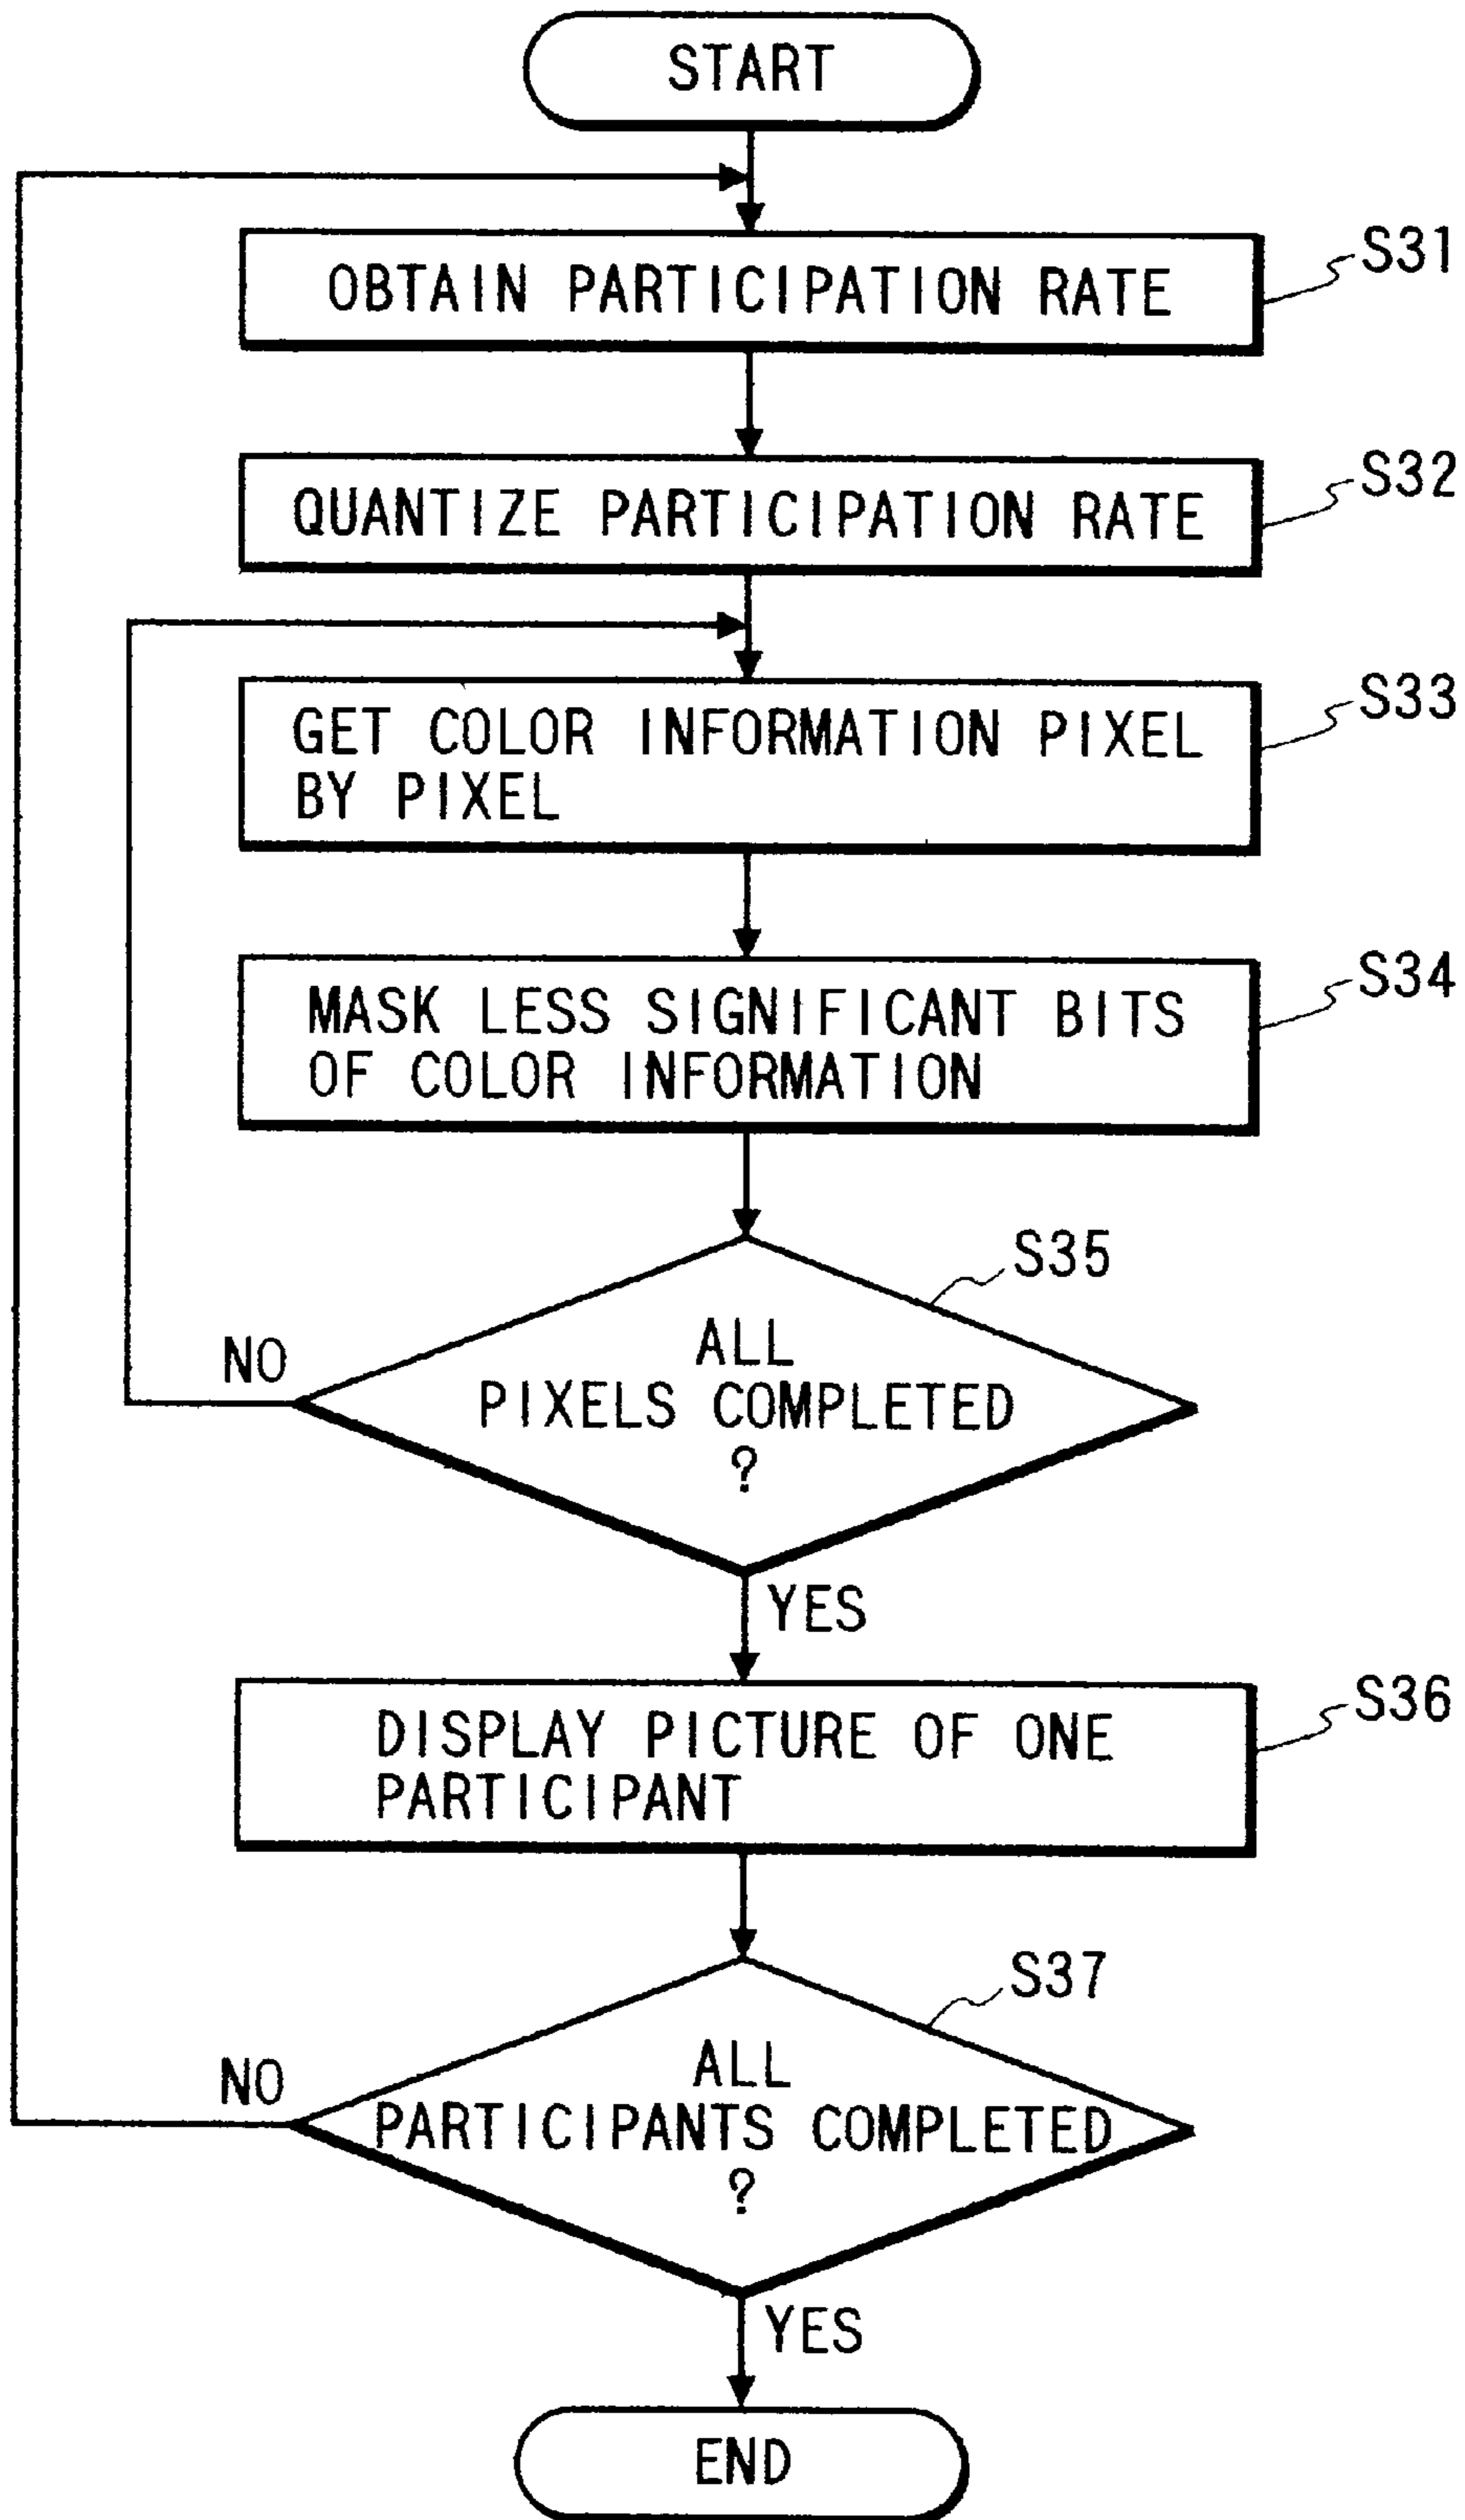 START
OBTAIN PARTICIPATION RATE
S31
QUANTIZE PARTICIPATION RATE
S32
GET COLOR INFORMATION PIXEL
BY PIXEL
S33
MASK LESS SIGNIFICANT BITS
OF COLOR INFORMATION
S34
S35
ALL
PIXELS COMPLETED
?
NO
YES
DISPLAY PICTURE OF ONE
PARTICIPANT
S36
S37
ALL
PARTICIPANTS COMPLETED
?
NO
YES
END